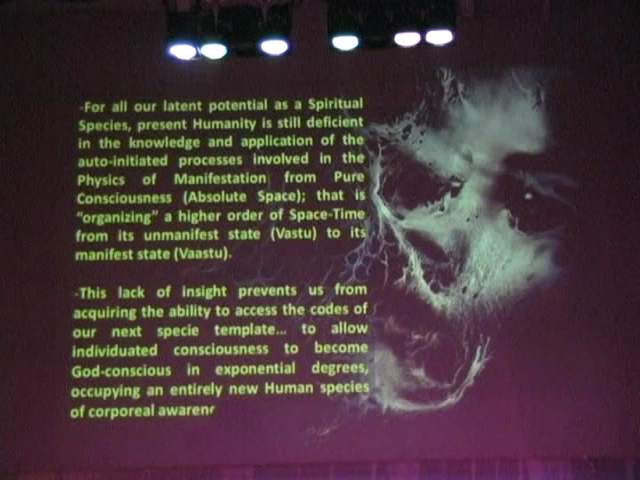 -For all our latent potential as a Spiritual
Species, present Humanity is still deficient
in the knowledge and application of the
auto-initiated processes involved in the
Physics of Manifestation from Pure
Consciousness (Absolute Space); that is
“organizing” a higher order of Space-Time
from its unmanifest state (Vastu) to its
manifest state (Vaastu).
-This lack of insight prevents us from
acquiring the ability to access the codes of
our next specie template... to allow
individuated consciousness to become
God-conscious in exponential degrees,
occupying an entirely new Human species
of corporeal awaren